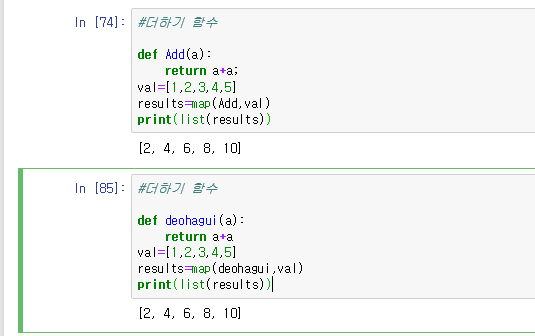 In [74]:
#더하기 함수
def Add(a):
    return a+a;
val=[1,2,3,4,5]
results=map(Add,val)
print(list(results))
[2, 4, 6, 8, 10]
In [85]:
#더하기 함수
def deohagui(a):
    return a+a
val=[1,2,3,4,5]
results=map(deohagui,val)
print(list(results))
[2, 4, 6, 8, 10]